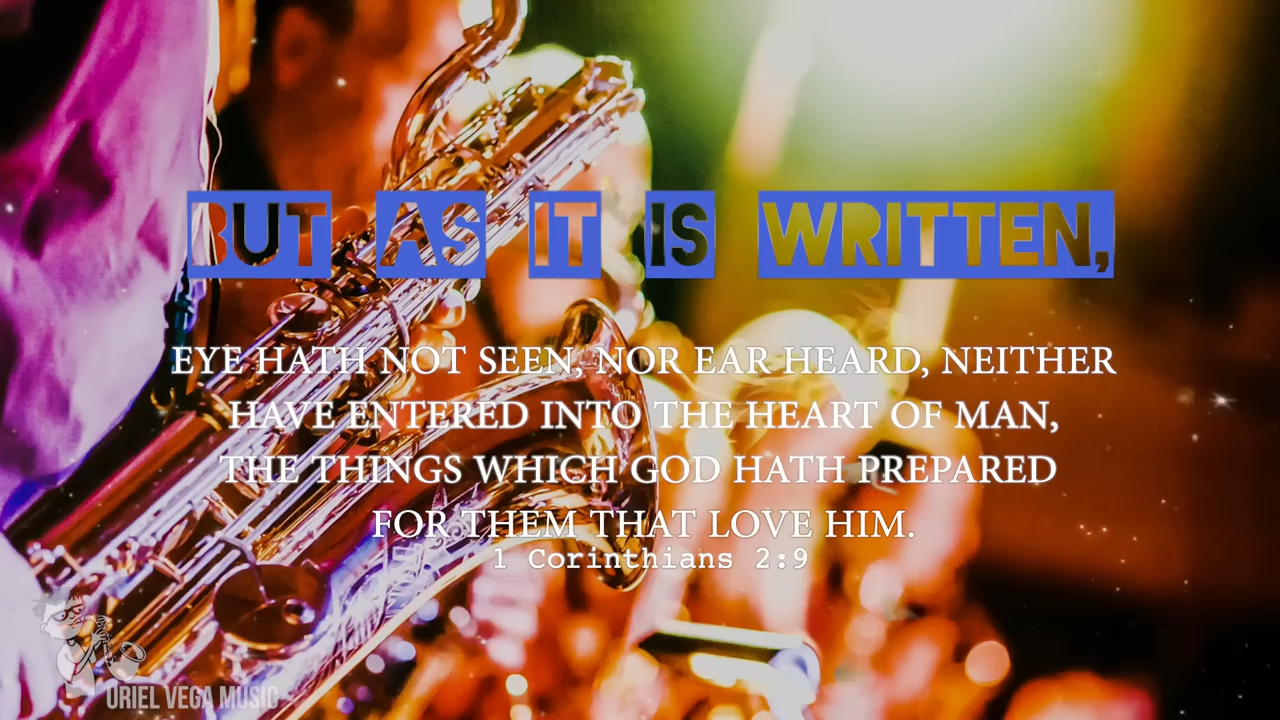 BUT AS IT IS WRITTEN,
EYE HATH NOT SEEN, NOR EAR HEARD, NEITHER
HAVE ENTERED INTO THE HEART OF MAN,
THE THINGS WHICH GOD HATH PREPARED
FOR THEM THAT LOVE HIM.
1 Corinthians 2:9
ORIEL VEGA MUSIC